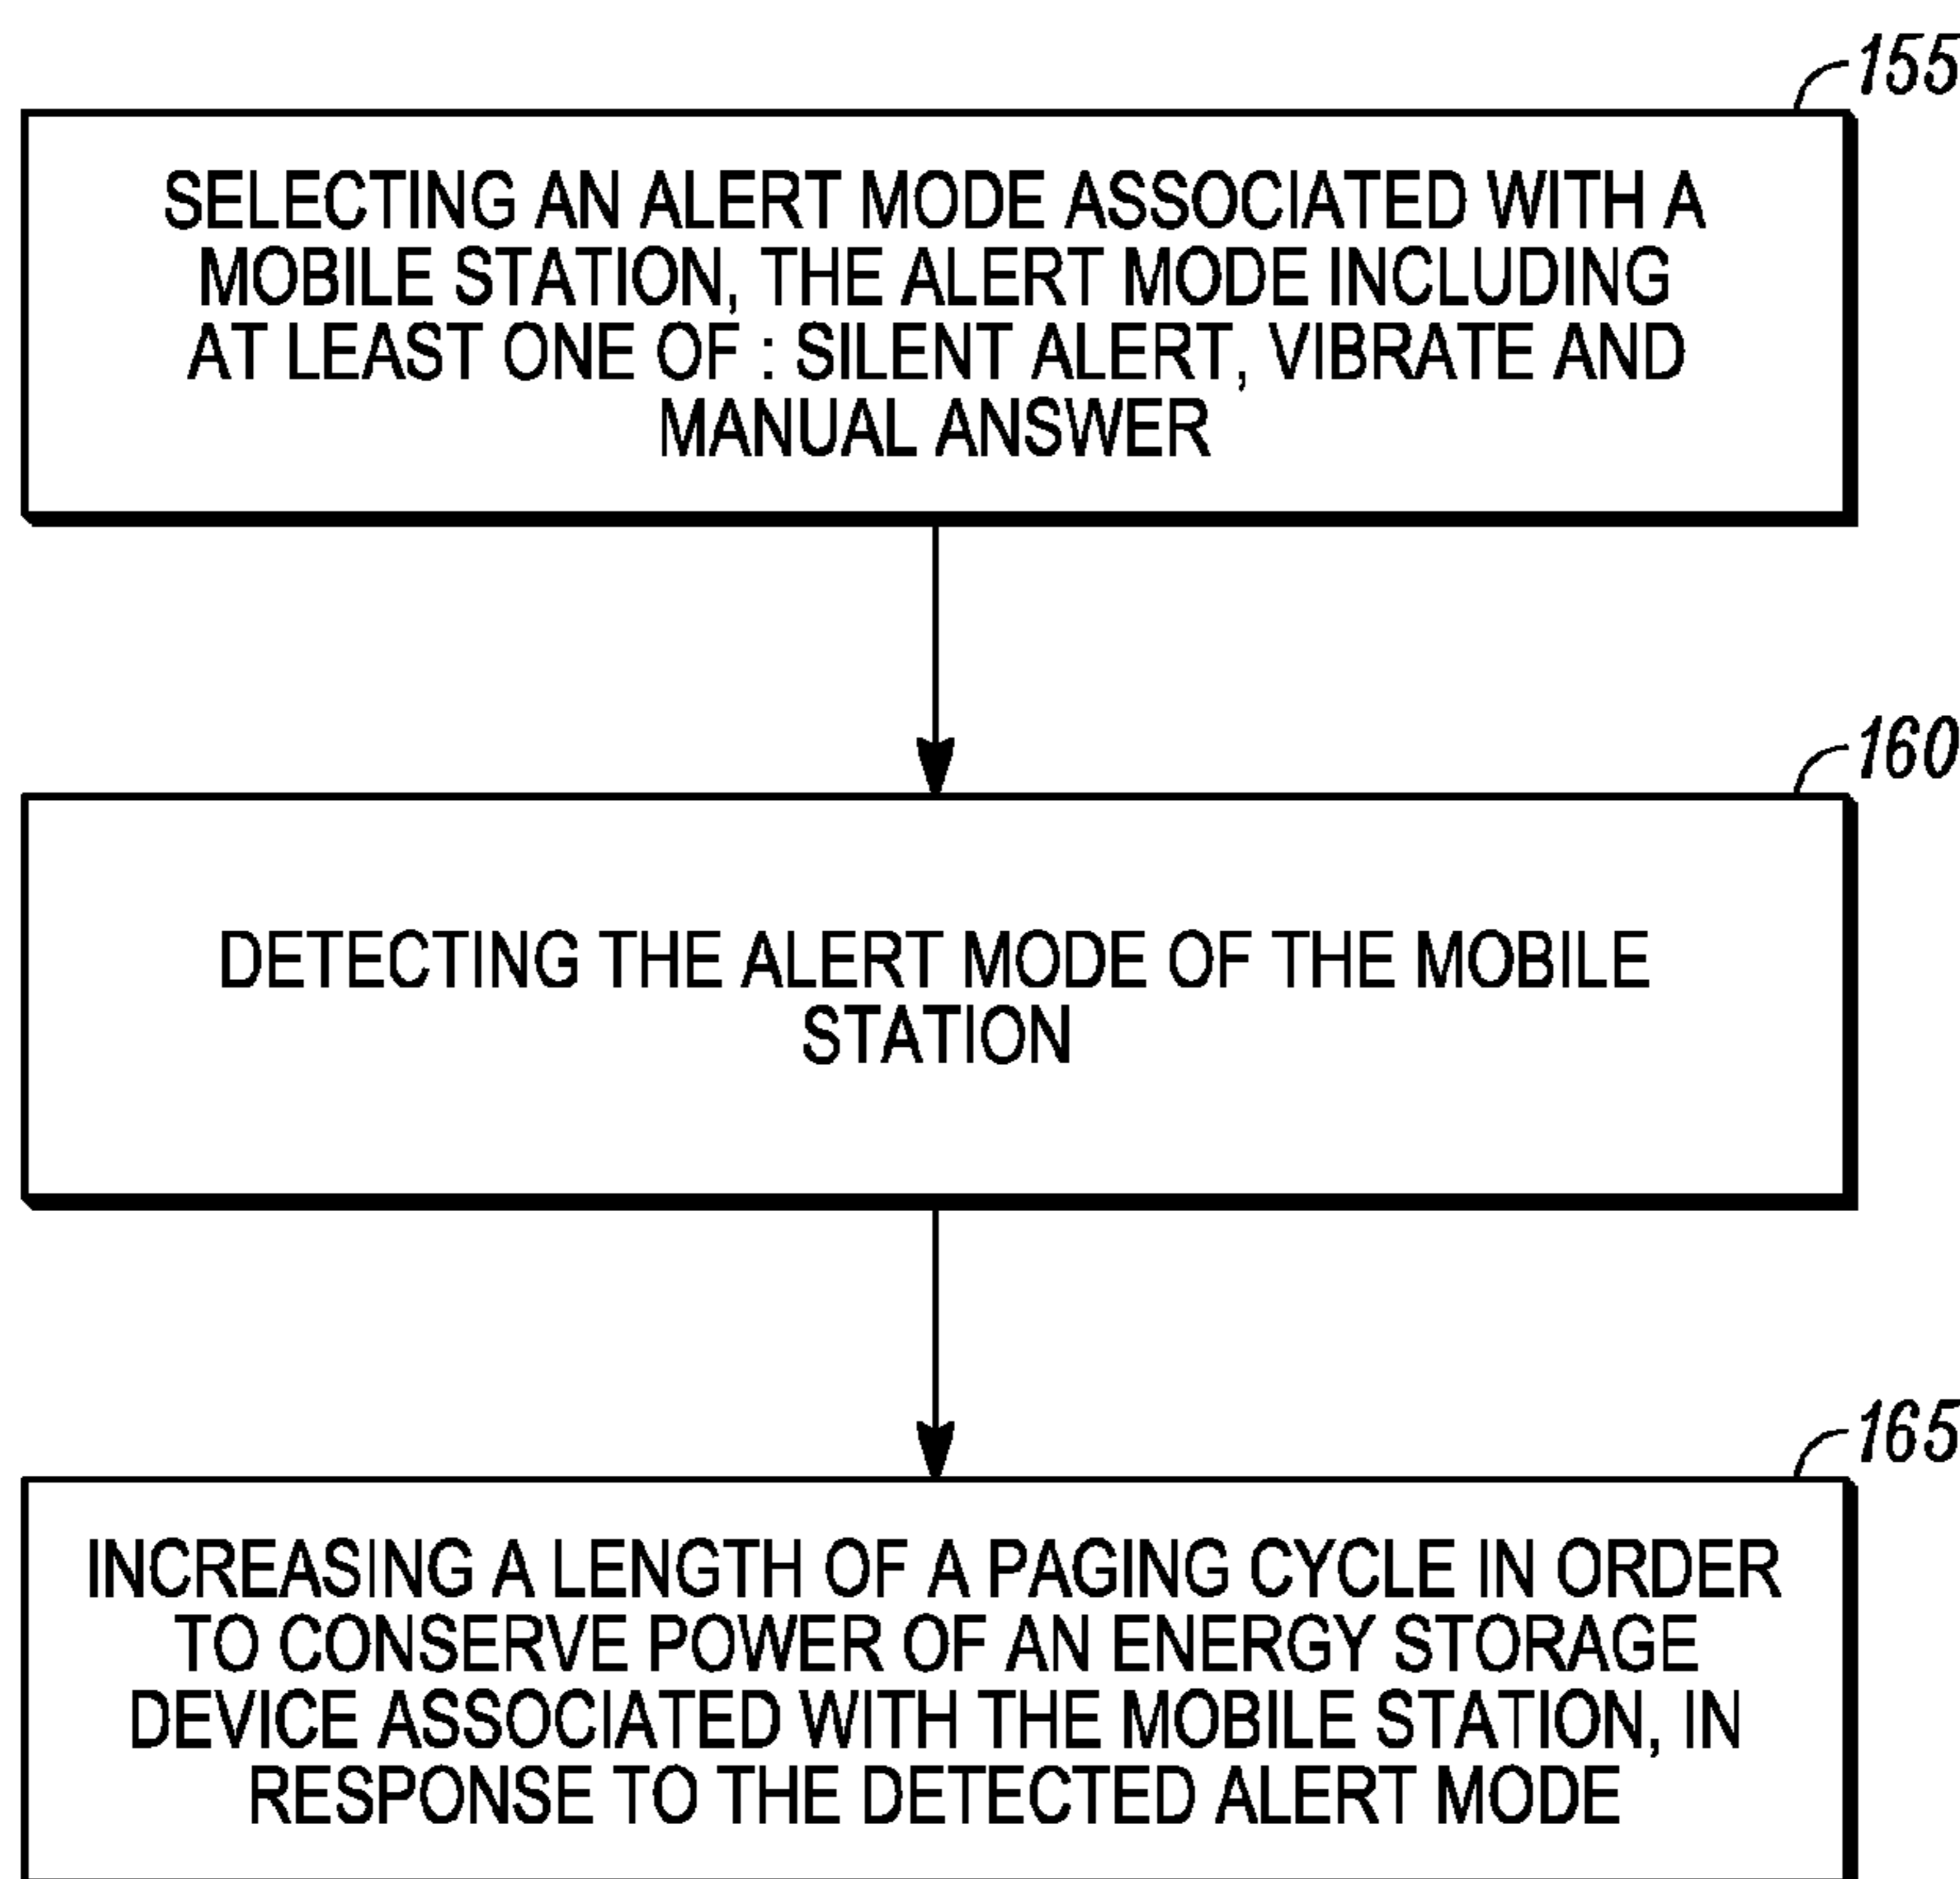 155
SELECTING AN ALERT MODE ASSOCIATED WITH A
MOBILE STATION, THE ALERT MODE INCLUDING
AT LEAST ONE OF : SILENT ALERT, VIBRATE AND
MANUAL ANSWER
160
DETECTING THE ALERT MODE OF THE MOBILE
STATION
165
INCREASING A LENGTH OF A PAGING CYCLE IN ORDER
TO CONSERVE POWER OF AN ENERGY STORAGE
DEVICE ASSOCIATED WITH THE MOBILE STATION, IN
RESPONSE TO THE DETECTED ALERT MODE